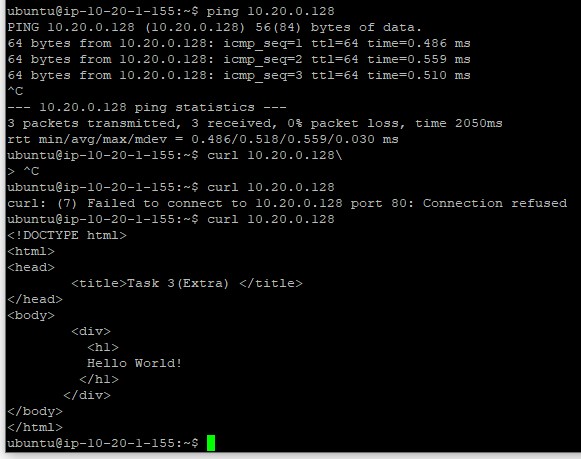 ubuntu@ip-10-20-1-155:~$ ping 10.20.0.128
PING 10.20.0.128 (10.20.0.128) 56(84) bytes of data.
64 bytes from 10.20.0.128: icmp_seq=1 ttl=64 time=0.486 ms
64 bytes from 10.20.0.128: icmp_seq=2 ttl=64 time=0.559 ms
64 bytes from 10.20.0.128: icmp_seq=3 ttl=64 time=0.510 ms
^C
--- 10.20.0.128 ping statistics ---
3 packets transmitted, 3 received, 0% packet loss, time 2050ms
rtt min/avg/max/mdev = 0.486/0.518/0.559/0.030 ms
ubuntu@ip-10-20-1-155:~$ curl 10.20.0.128\
> ^C
ubuntu@ip-10-20-1-155:~$ curl 10.20.0.128
curl: (7) Failed to connect to 10.20.0.128 port 80: Connection refused
ubuntu@ip-10-20-1-155:~$ curl 10.20.0.128
<!DOCTYPE html>
<html>
<head>
        <title>Task 3(Extra) </title>
</head>
<body>
        <div>
          <h1>
          Hello World!
         </h1>
       </div>
</body>
</html>
ubuntu@ip-10-20-1-155:~$